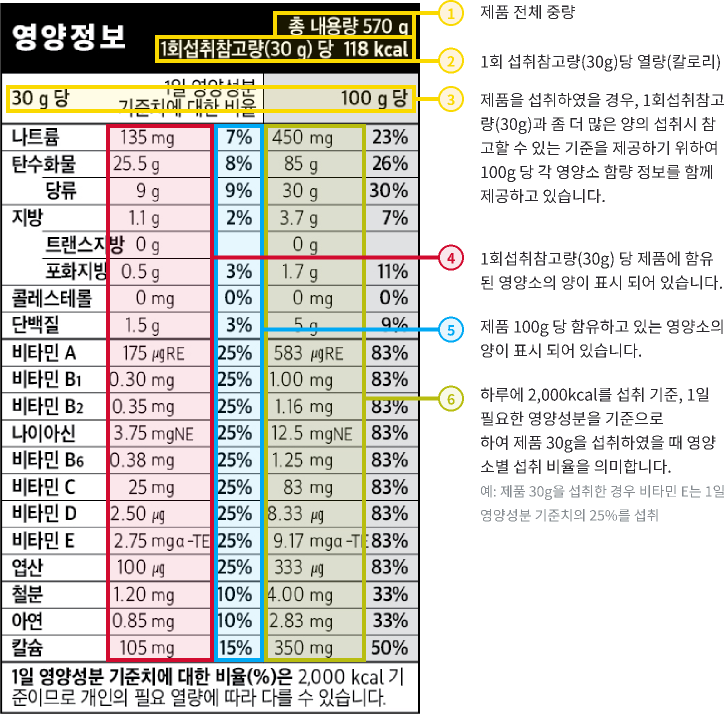 영양정보
총 내용량 570 g
1회섭취참고량(30 g) 당 118 kcal
30 g 당 1일 영양성분 기준치에 대한 비율 100 g 당
나트륨 135 mg 7% 450 mg 23%
탄수화물 25.5 g 8% 85 g 26%
당류 9 g 9% 30 g 30%
지방 1.1 g 2% 3.7 g 7%
트랜스지방 0 g 0 g
포화지방 0.5 g 3% 1.7 g 11%
콜레스테롤 0 mg 0% 0 mg 0%
단백질 1.5 g 3% 5 g 9%
비타민 A 175 ㎍RE 25% 583 ㎍RE 83%
비타민 B1 0.30 mg 25% 1.00 mg 83%
비타민 B2 0.35 mg 25% 1.16 mg 83%
나이아신 3.75 mgNE 25% 12.5 mgNE 83%
비타민 B6 0.38 mg 25% 1.25 mg 83%
비타민 C 25 mg 25% 83 mg 83%
비타민 D 2.50 ㎍ 25% 8.33 ㎍ 83%
비타민 E 2.75 mgα-TE 25% 9.17 mgα-TE 83%
엽산 100 ㎍ 25% 333 ㎍ 83%
철분 1.20 mg 10% 4.00 mg 33%
아연 0.85 mg 10% 2.83 mg 33%
칼슘 105 mg 15% 350 mg 50%
1일 영양성분 기준치에 대한 비율(%)은 2,000 kcal 기
준이므로 개인의 필요 열량에 따라 다를 수 있습니다.
1 제품 전체 중량
2 1회 섭취참고량(30g)당 열량(칼로리)
3 제품을 섭취하였을 경우, 1회섭취참고
량(30g)과 좀 더 많은 양의 섭취시 참
고할 수 있는 기준을 제공하기 위하여
100g 당 각 영양소 함량 정보를 함께
제공하고 있습니다.
4 1회섭취참고량(30g) 당 제품에 함유
된 영양소의 양이 표시 되어 있습니다.
5 제품 100g 당 함유하고 있는 영양소의
양이 표시 되어 있습니다.
6 하루에 2,000kcal를 섭취 기준, 1일
필요한 영양성분을 기준으로
하여 제품 30g을 섭취하였을 때 영양
소별 섭취 비율을 의미합니다.
예: 제품 30g을 섭취한 경우 비타민 E는 1일
영양성분 기준치의 25%를 섭취